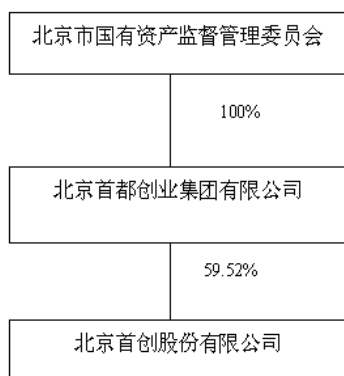 北京市国有资产监督管理委员会
100%
北京首都创业集团有限公司
59.52%
北京首创股份有限公司